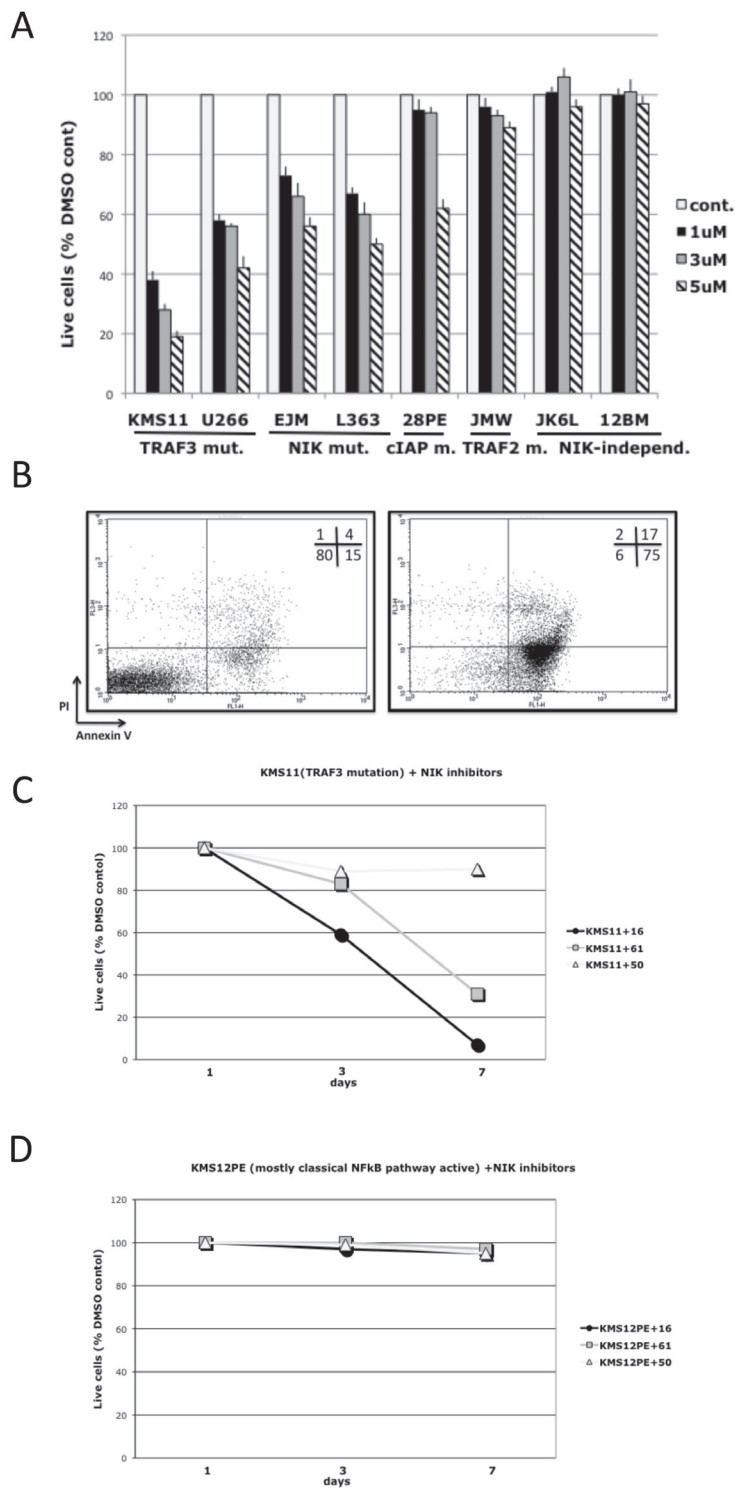 A
120
100
80
60
40
20
0
Live cells (% DMSO cont)
cont.
1uM
3uM
5uM
KMS11 U266 EJM L363 28PE JMW JK6L 12BM
TRAF3 mut. NIK mut. cIAP m. TRAF2 m. NIK-independ.
B
1 4
80 15
2 17
6 75
FL1-H
FL1-H
PI
Annexin V
C
KMS11(TRAF3 mutation) + NIK inhibitors
120
100
80
60
40
20
0
Live cells (% DMSO contol)
1 3 7
days
KMS11+16
KMS11+61
KMS11+50
D
KMS12PE (mostly classical NFkB pathway active) +NIK inhibitors
120
100
80
60
40
20
0
Live cells (% DMSO contol)
1 3 7
days
KMS12PE+16
KMS12PE+61
KMS12PE+50